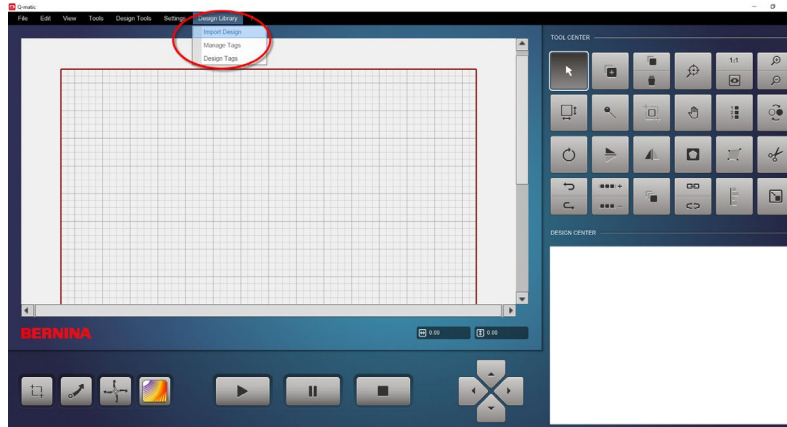 Q-matic
File Edit View Tools Design Tools Settings Design Library
Import Design
Manage Tags
Design Tags
TOOL CENTER
1:1
DESIGN CENTER
BERNINA
0.00 0.00